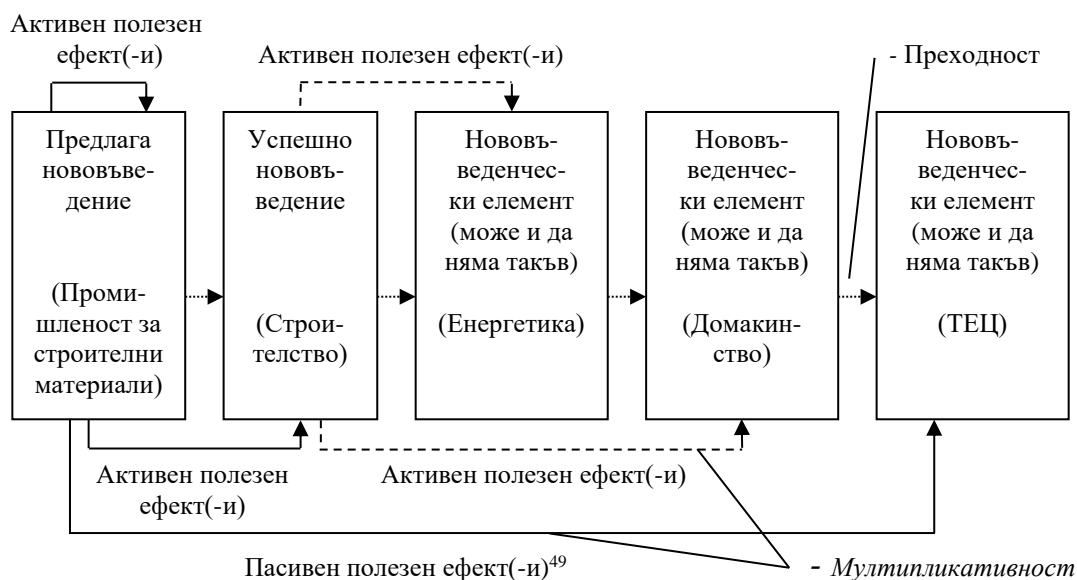 Активен полезен
ефект(-и)
Активен полезен ефект(-и)
- Преходност
Предлага
нововъве-
дение
(Проми-
шленост за
строителни
материали)
Успешно
нововъ-
ведение
(Строи-
телство)
Нововъ-
веденчес-
ки елемент
(може и да
няма такъв)
(Енергетика)
Нововъ-
веденчес-
ки елемент
(може и да
няма такъв)
(Домакин-
ство)
Нововъ-
веденчес-
ки елемент
(може и да
няма такъв)
(ТЕЦ)
Активен полезен
ефект(-и)
Активен полезен ефект(-и)
Пасивен полезен ефект(-и)49
- Мултипликативност